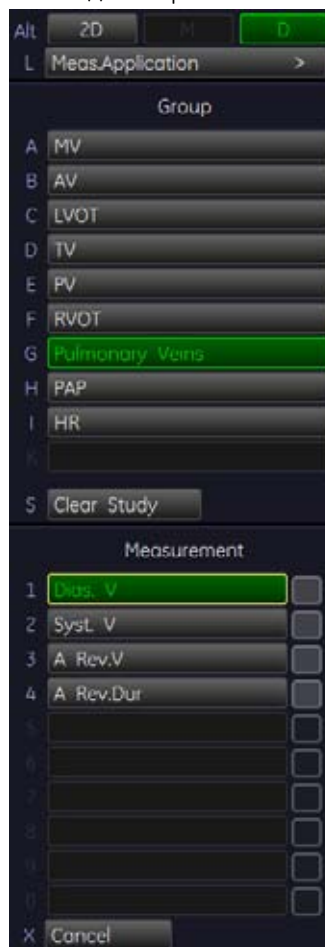 Alt 2D M D
L Meas.Application >
Group
A MV
B AV
C LVOT
D TV
E PV
F RVOT
G Pulmonary Veins
H PAP
I HR
K
S Clear Study
Measurement
1 Dias. V
2 Syst. V
3 A Rev.V
4 A Rev.Dur
5
6
7
8
9
0
X Cancel